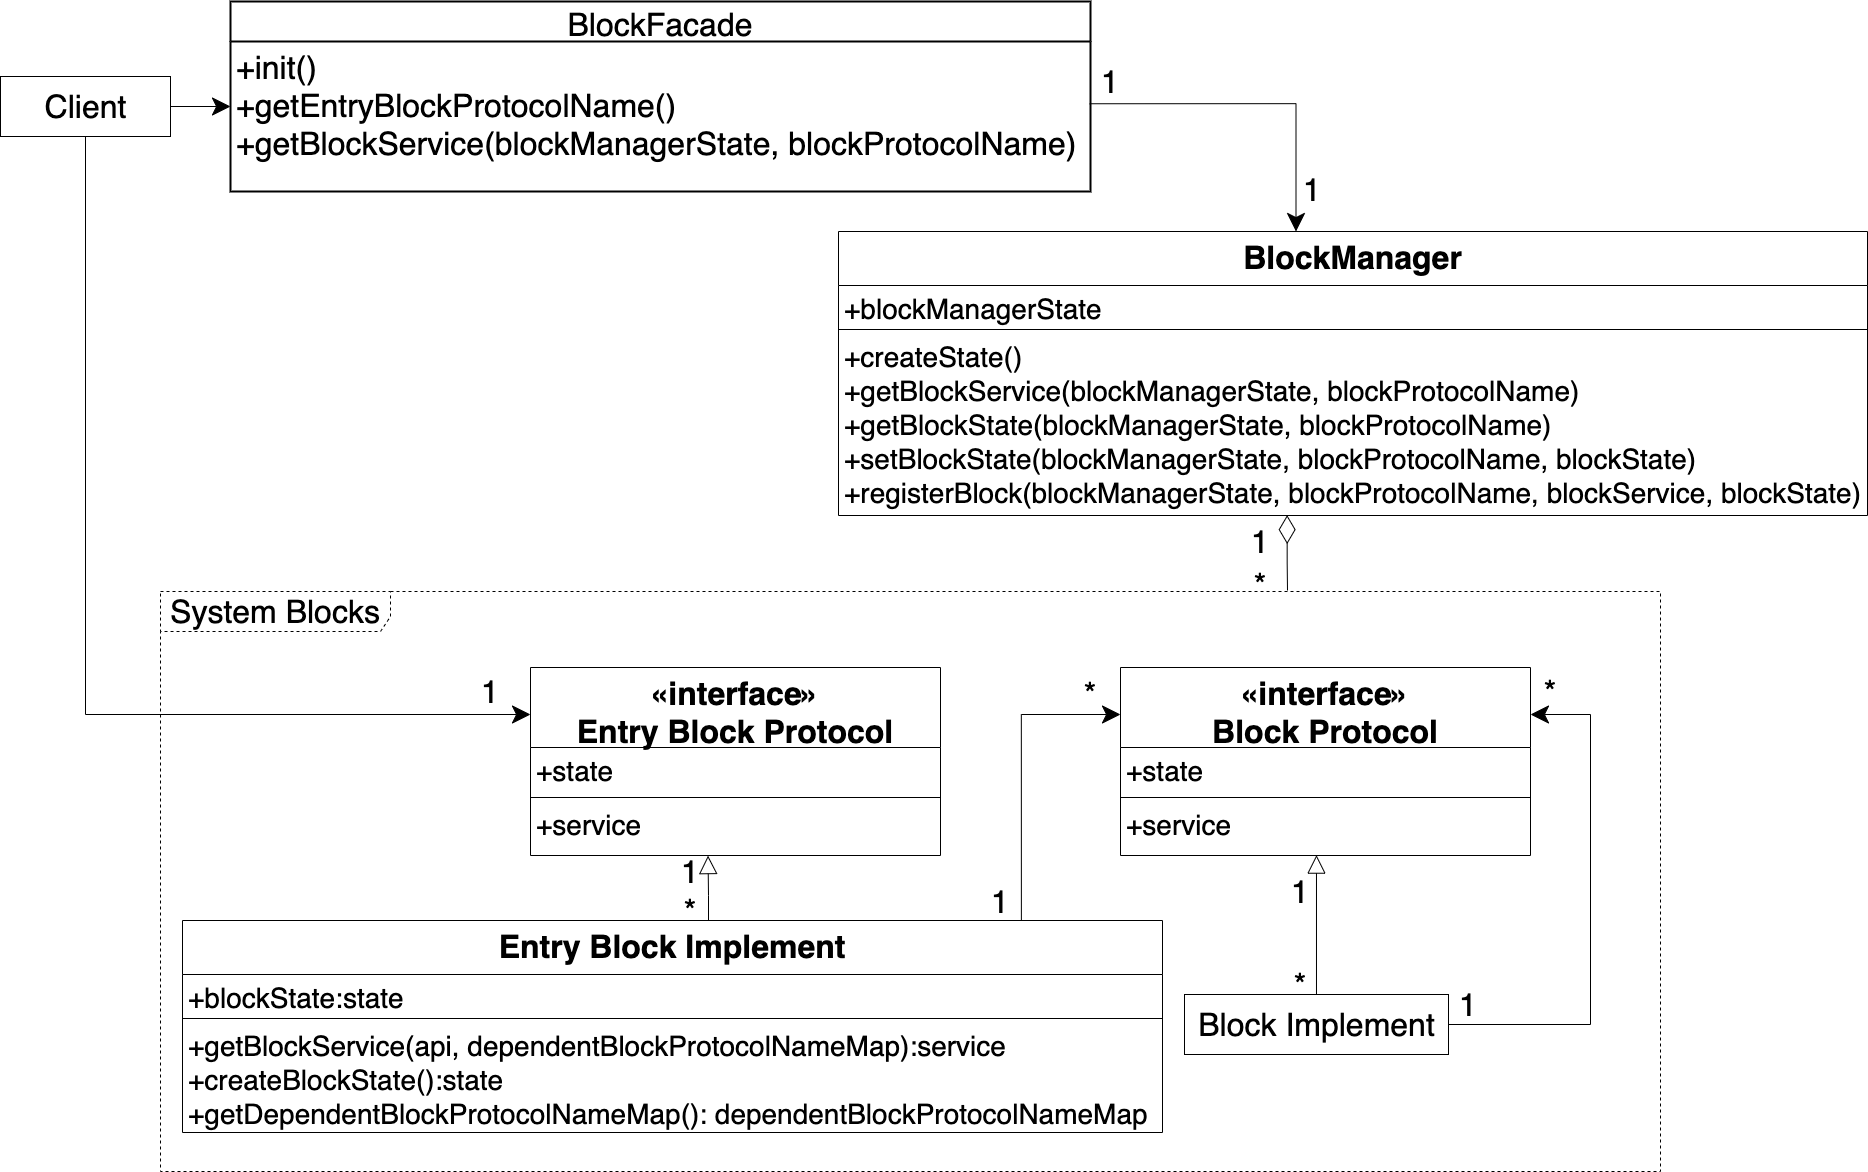 BlockFacade
+init()
+getEntryBlockProtocolName()
+getBlockService(blockManagerState, blockProtocolName)
Client
1
1
BlockManager
+blockManagerState
+createState()
+getBlockService(blockManagerState, blockProtocolName)
+getBlockState(blockManagerState, blockProtocolName)
+setBlockState(blockManagerState, blockProtocolName, blockState)
+registerBlock(blockManagerState, blockProtocolName, blockService, blockState)
1
*
System Blocks
1
«interface»
Entry Block Protocol
+state
+service
*
«interface»
Block Protocol
*
+state
+service
1
*
1
Entry Block Implement
+blockState:state
+getBlockService(api, dependentBlockProtocolNameMap):service
+createBlockState():state
+getDependentBlockProtocolNameMap(): dependentBlockProtocolNameMap
1
*
Block Implement
1